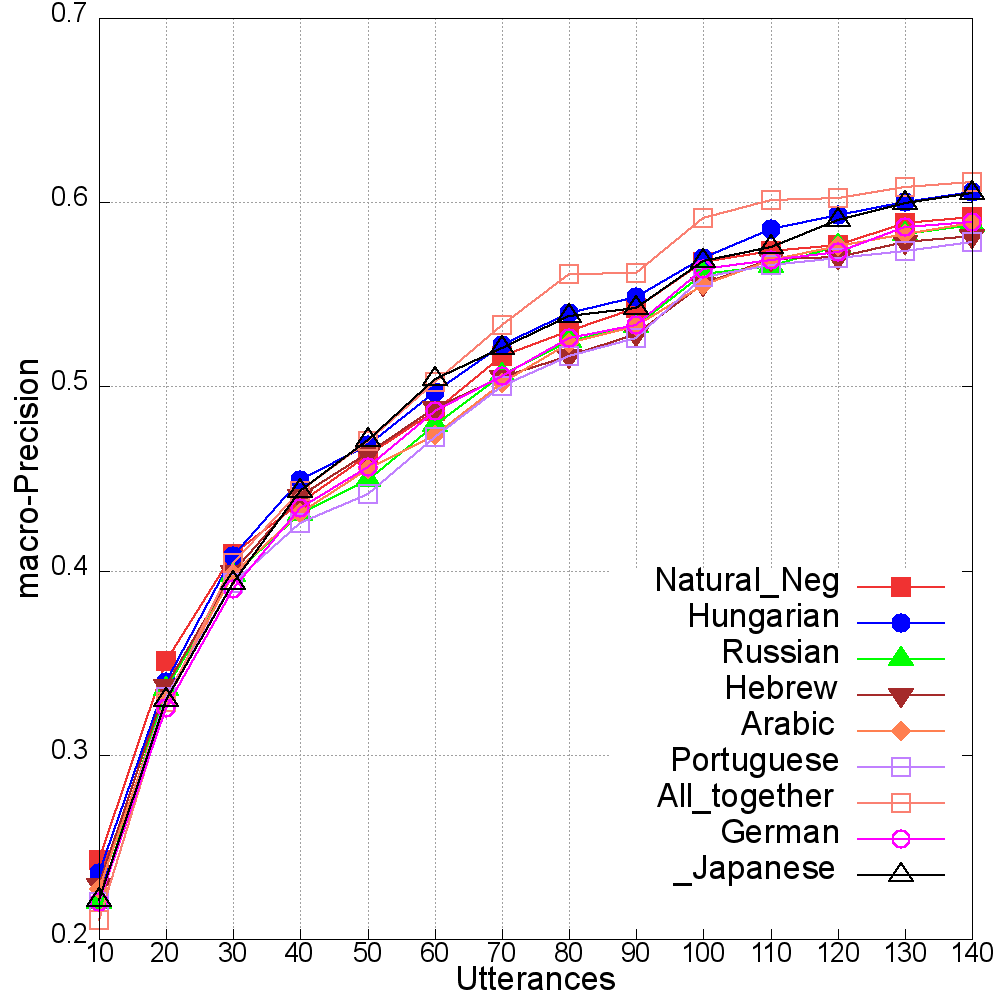 0.7
0.6
0.5
0.4
0.3
0.2
macro-Precision
Natural_Neg
Hungarian
Russian
Hebrew
Arabic
Portuguese
All_together
German
_Japanese
10 20 30 40 50 60 70 80 90 100 110 120 130 140
Utterances